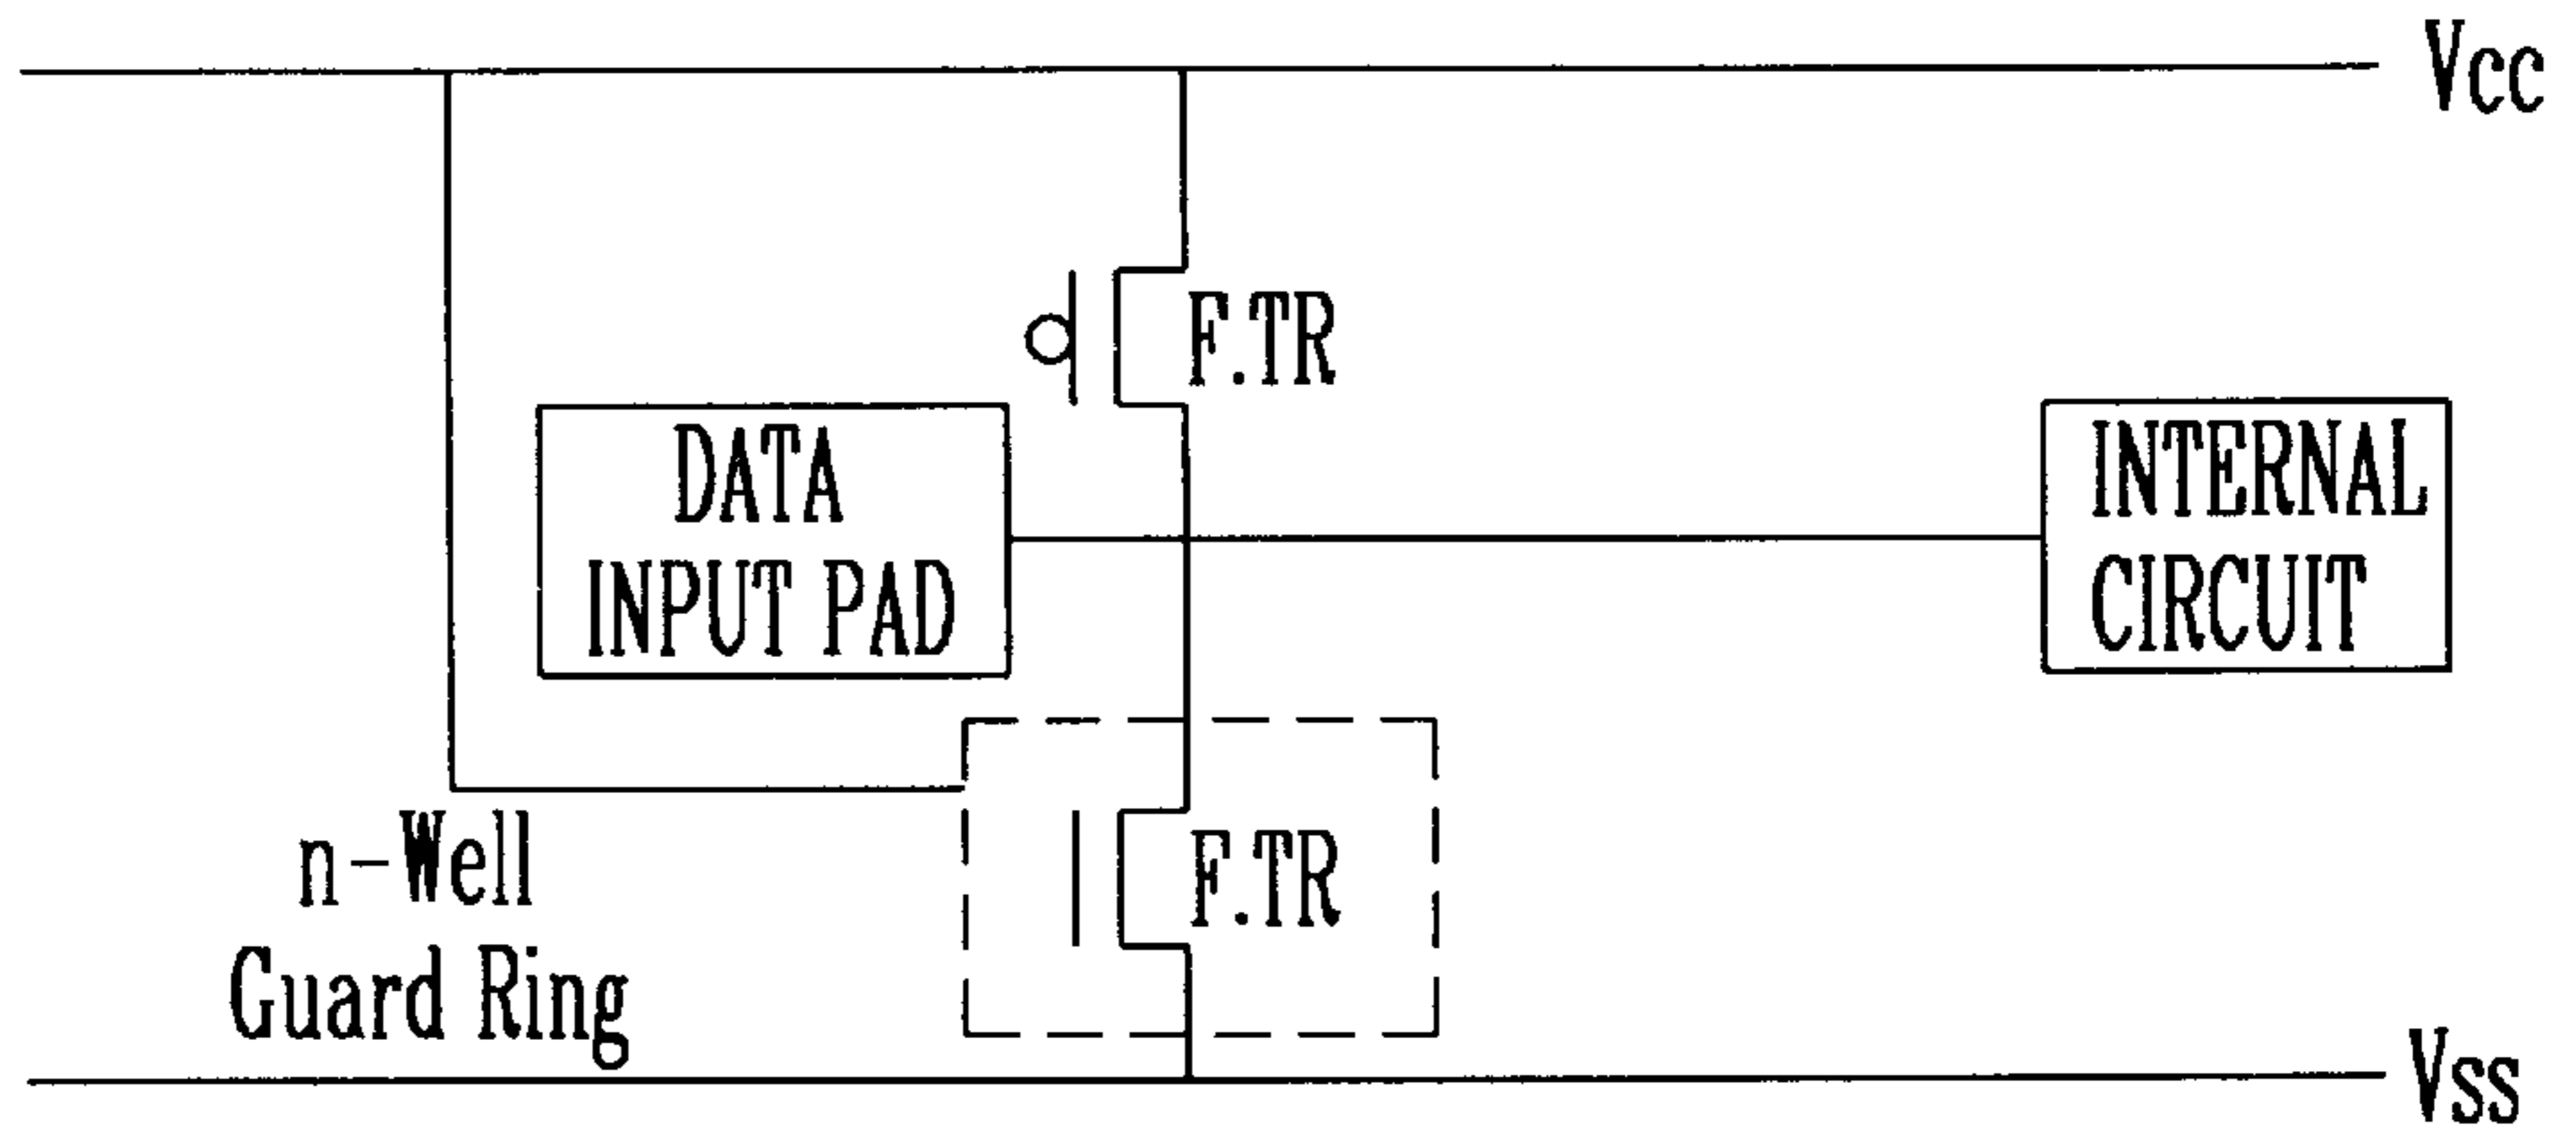 Vcc
F.TR
DATA
INPUT PAD
INTERNAL
CIRCUIT
F.TR
n-Well
Guard Ring
Vss